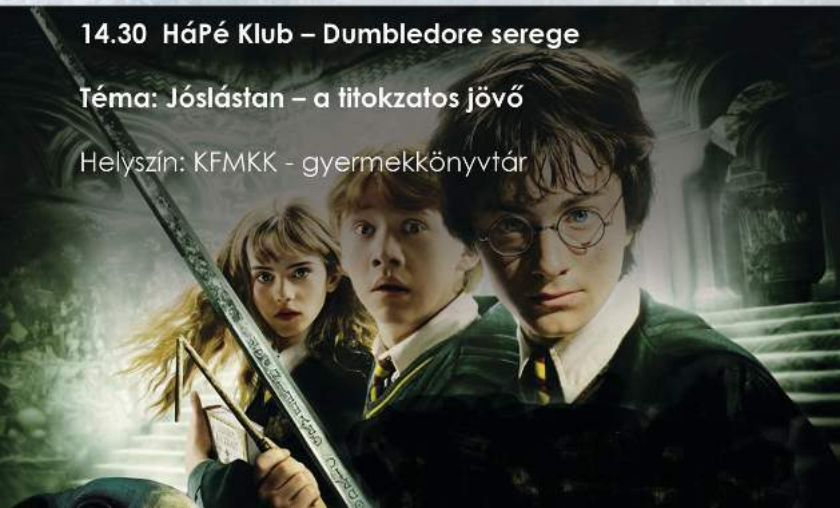 14.30 HáPé Klub – Dumbledore serege
Téma: Jóslástan – a titokzatos jövő
Helyszín: KFMKK - gyermekkönyvtár